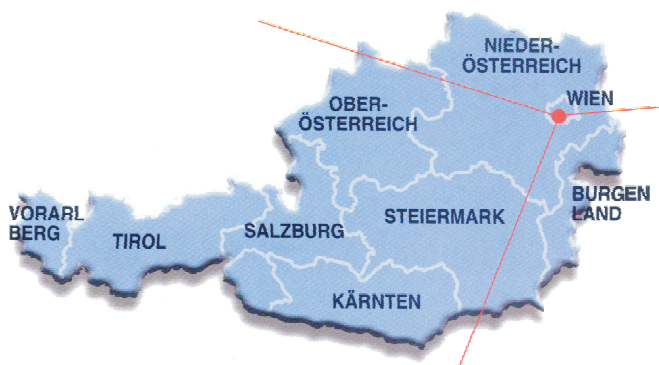 NIEDER-
ÖSTERREICH
WIEN
OBER-
ÖSTERREICH
BURGEN
LAND
VORARL
BERG
TIROL
SALZBURG
STEIERMARK
KÄRNTEN